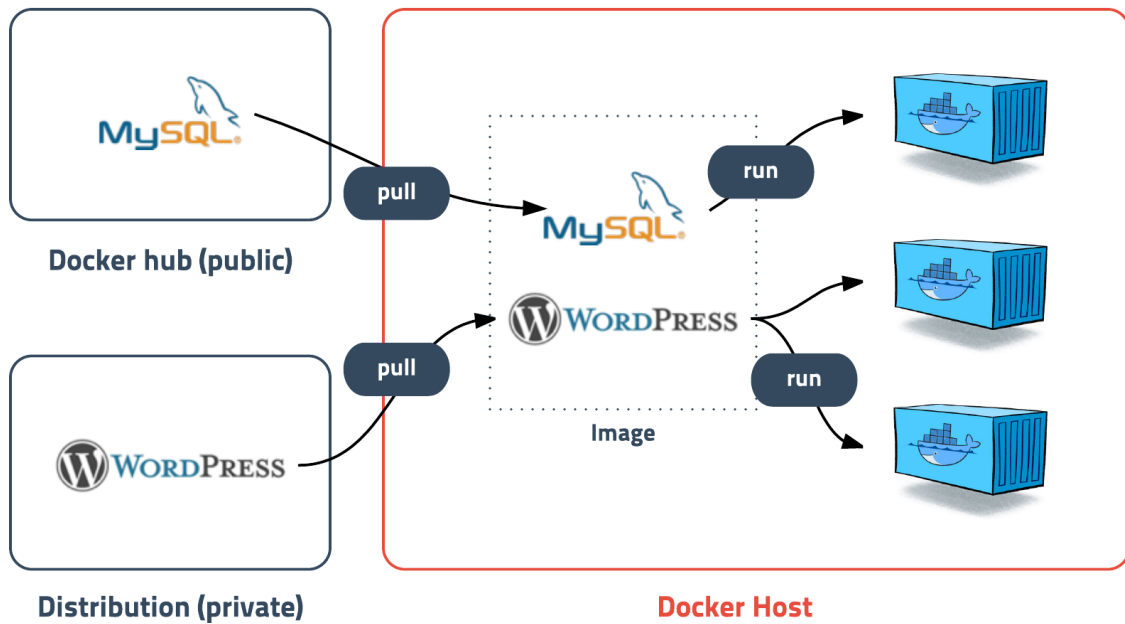 MySQL®
Docker hub (public)
pull
MySQL®
run
WORDPRESS
pull
run
Image
WORDPRESS
Distribution (private)
Docker Host